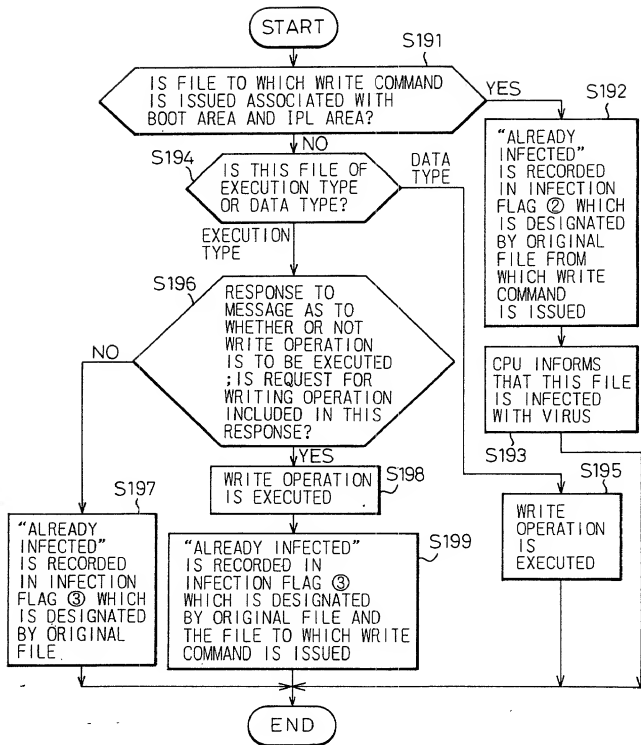 START
S191
IS FILE TO WHICH WRITE COMMAND
IS ISSUED ASSOCIATED WITH
BOOT AREA AND IPL AREA?
YES
NO
S192
"ALREADY
INFECTED"
IS RECORDED
IN INFECTION
FLAG ② WHICH
IS DESIGNATED
BY ORIGINAL
FILE FROM
WHICH WRITE
COMMAND
IS ISSUED
S194
IS THIS FILE OF
EXECUTION TYPE
OR DATA TYPE?
DATA
TYPE
EXECUTION
TYPE
S196
RESPONSE TO
MESSAGE AS TO
WHETHER OR NOT
WRITE OPERATION
IS TO BE EXECUTED
;IS REQUEST FOR
WRITING OPERATION
INCLUDED IN THIS
RESPONSE?
NO
YES
CPU INFORMS
THAT THIS FILE
IS INFECTED
WITH VIRUS
S193
S198
WRITE OPERATION
IS EXECUTED
S195
WRITE
OPERATION
IS
EXECUTED
S197
"ALREADY
INFECTED"
IS RECORDED
IN INFECTION
FLAG ③ WHICH
IS DESIGNATED
BY ORIGINAL
FILE.
S199
"ALREADY INFECTED"
IS RECORDED IN
INFECTION FLAG ③
WHICH IS DESIGNATED
BY ORIGINAL FILE AND
THE FILE TO WHICH WRITE
COMMAND IS ISSUED
END